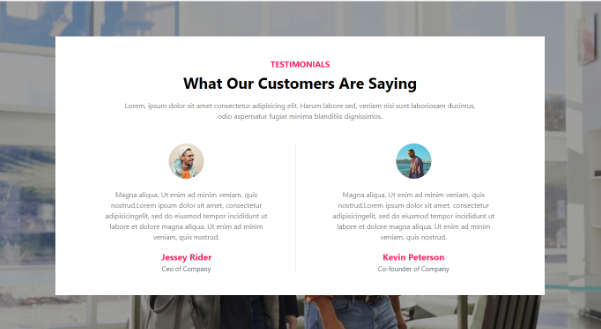 TESTIMONIALS
What Our Customers Are Saying
Lorem, ipsum dolor sit amet consectetur adipisicing elit. Harum labore sed, veniam nisi sunt laboriosam ducimus,
odio aspernatur fugiat minima blanditiis dignissimos.
Magna aliqua. Ut enim ad minim veniam, quis
nostrud.Lorem ipsum dolor sit amet, consectetur
adipisicingelit, sed do eiusmod tempor incididunt ut
labore et dolore magna aliqua. Ut enim ad minim
veniam, quis nostrud.
Jessey Rider
Ceo of Company
Magna aliqua. Ut enim ad minim veniam, quis
nostrud.Lorem ipsum dolor sit amet, consectetur
adipisicingelit, sed do eiusmod tempor incididunt ut
labore et dolore magna aliqua. Ut enim ad minim
veniam, quis nostrud.
Kevin Peterson
Co-founder of Company